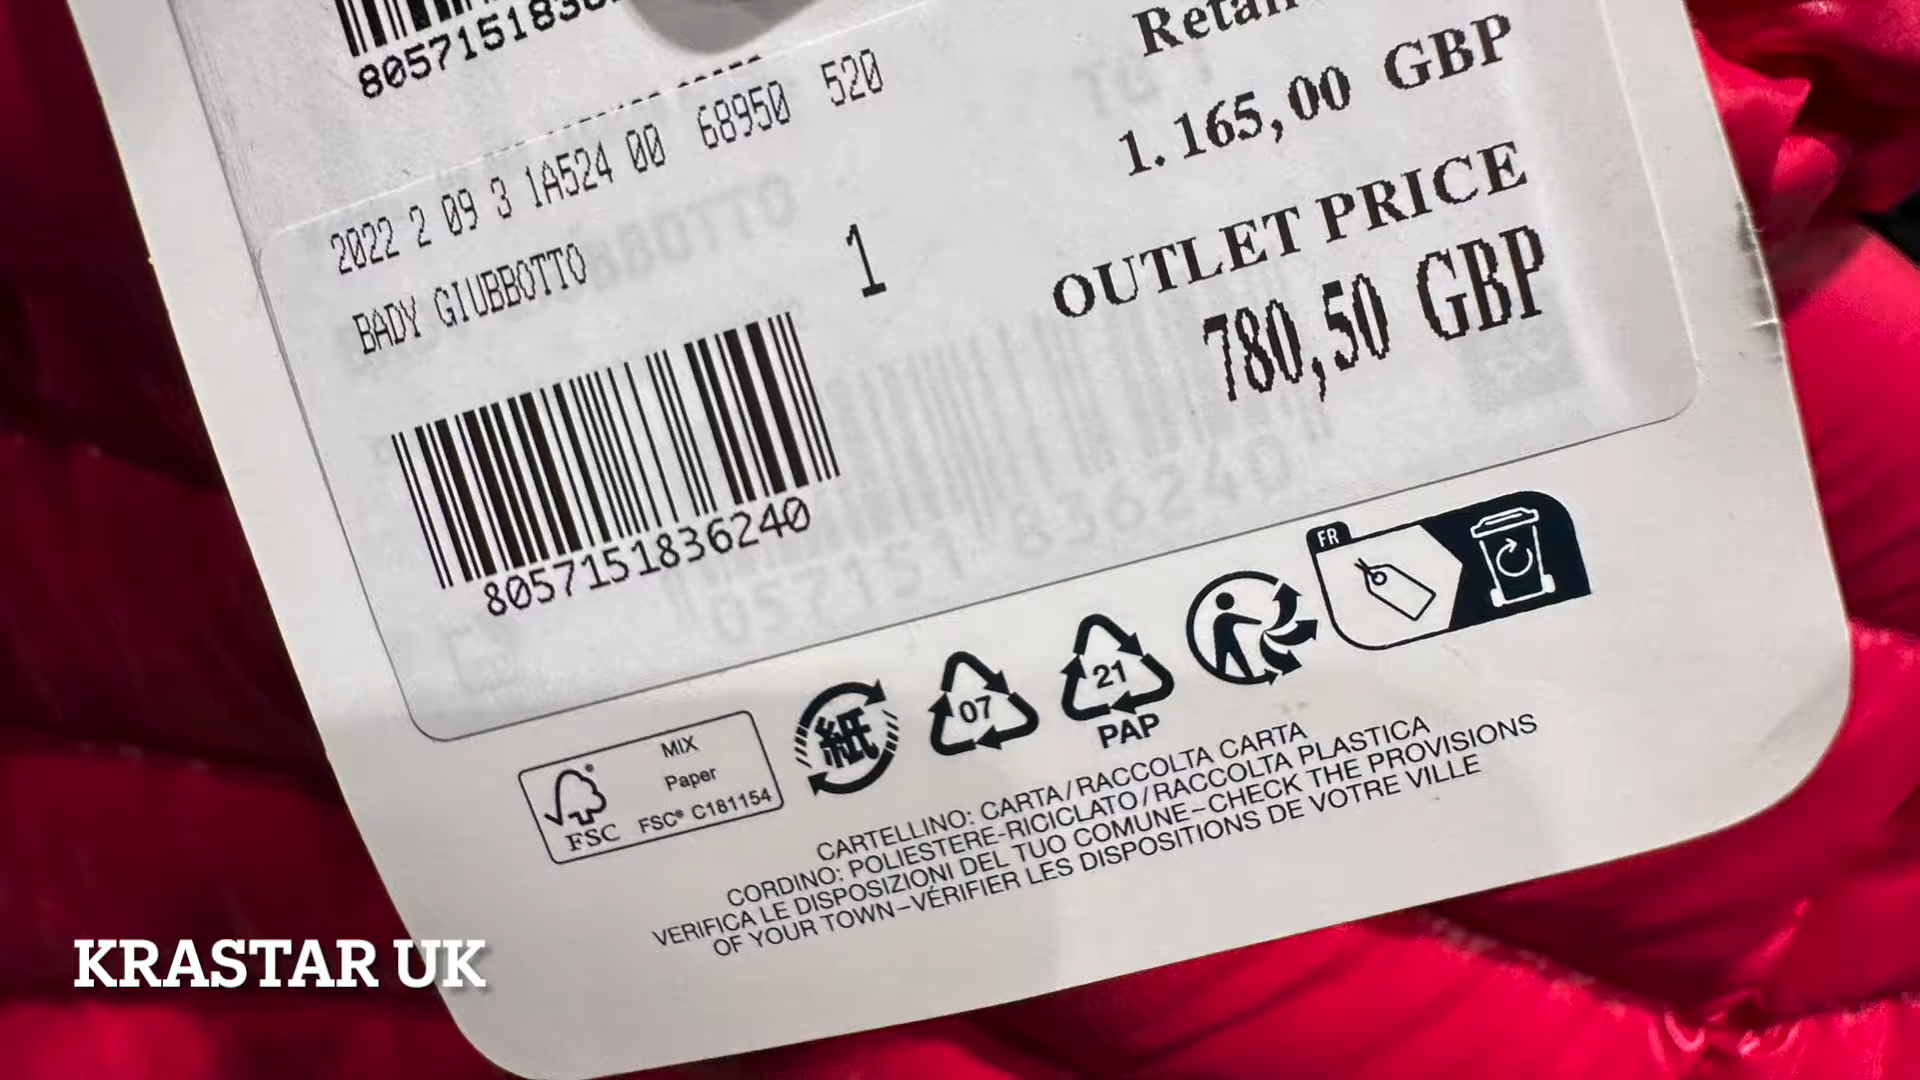 Retail
1.165,00 GBP
OUTLET PRICE
780,50 GBP
2022 2 09 3 1A524 00 68950 520
BADY GIUBBOTTO 1
8057151836240
MIX
Paper
FSC® C181154
FSC
紙
07
21
PAP
FR
CARTELLINO: CARTA/RACCOLTA CARTA
CORDINO: POLIESTERE-RICICLATO/RACCOLTA PLASTICA
VERIFICA LE DISPOSIZIONI DEL TUO COMUNE–CHECK THE PROVISIONS
OF YOUR TOWN–VÉRIFIER LES DISPOSITIONS DE VOTRE VILLE
KRASTAR UK